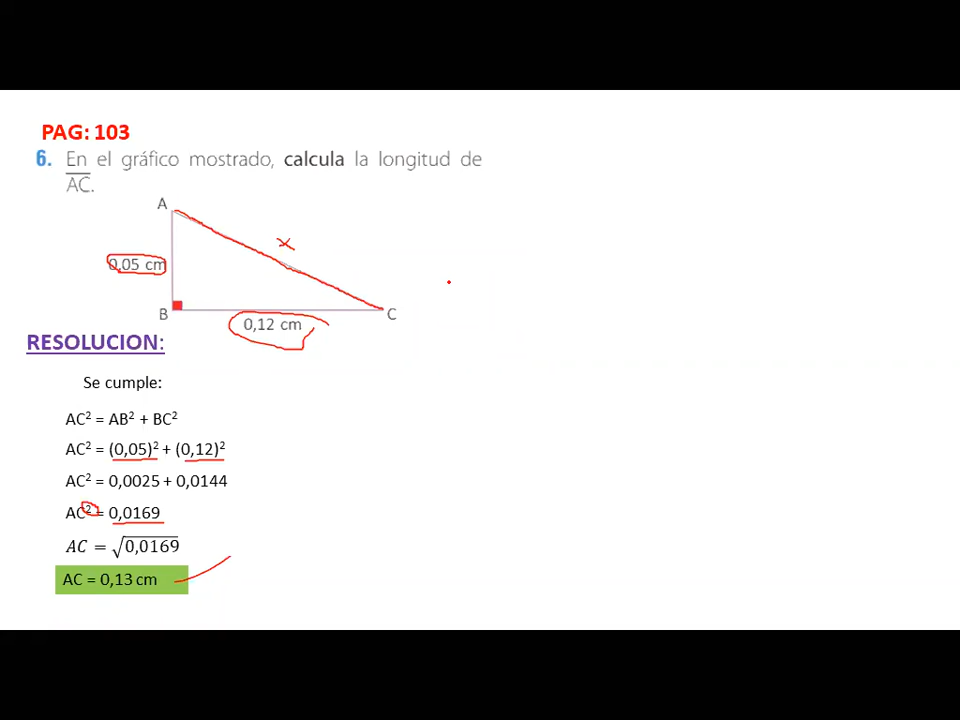 PAG: 103
6. En el gráfico mostrado, calcula la longitud de
AC.
A
x
0,05 cm
B
C
0,12 cm
RESOLUCION:
Se cumple:
AC² = AB² + BC²
AC² = (0,05)² + (0,12)²
AC² = 0,0025 + 0,0144
AC² = 0,0169
AC = √0,0169
AC = 0,13 cm